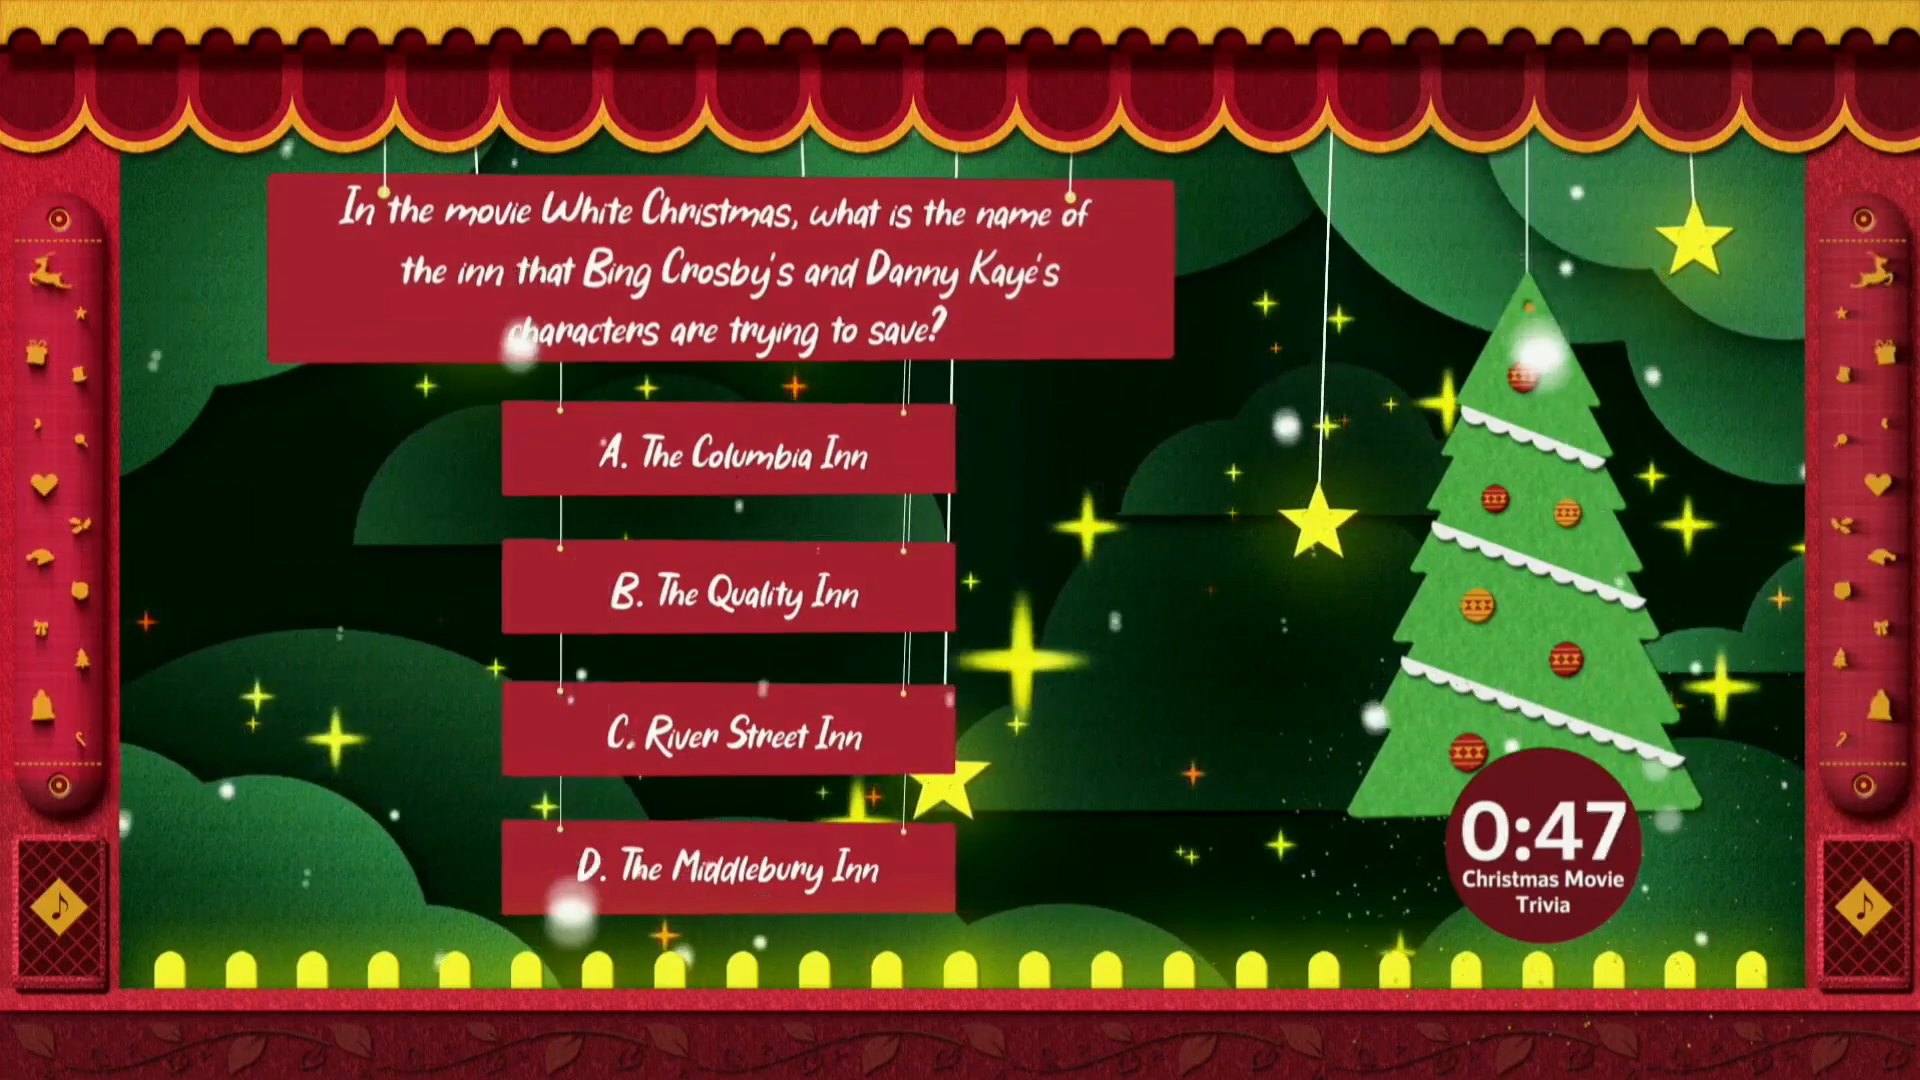 In the movie White Christmas, what is the name of
the inn that Bing Crosby's and Danny Kaye's
characters are trying to save?
A. The Columbia Inn
B. The Quality Inn
C. River Street Inn
D. The Middlebury Inn
0:47
Christmas Movie
Trivia